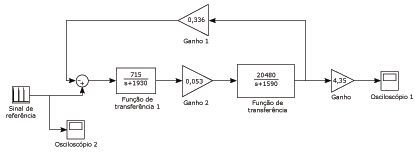 0,336
Ganho 1
- +
715
s+1930
Função de
transferência 1
0,053
Ganho 2
20480
s+1590
Função de
transferência
4,35
Ganho
Osciloscópio 1
Sinal de
referência
Osciloscópio 2